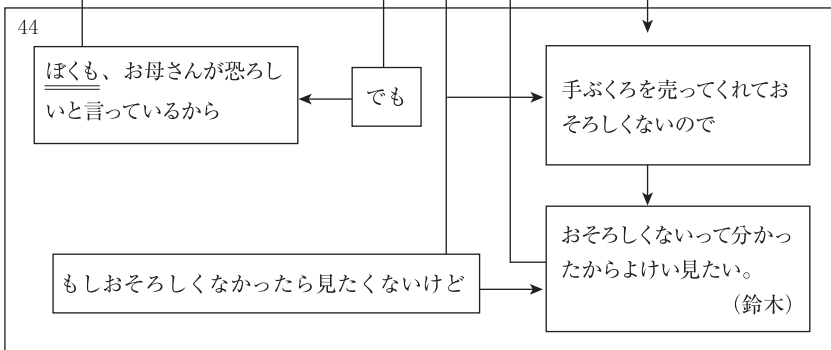 44
ぼくも、お母さんが恐ろし
いと言っているから
でも
手ぶくろを売ってくれてお
そろしくないので
もしおそろしくなかったら見たくないけど
おそろしくないって分かっ
たからよけい見たい。
（鈴木）